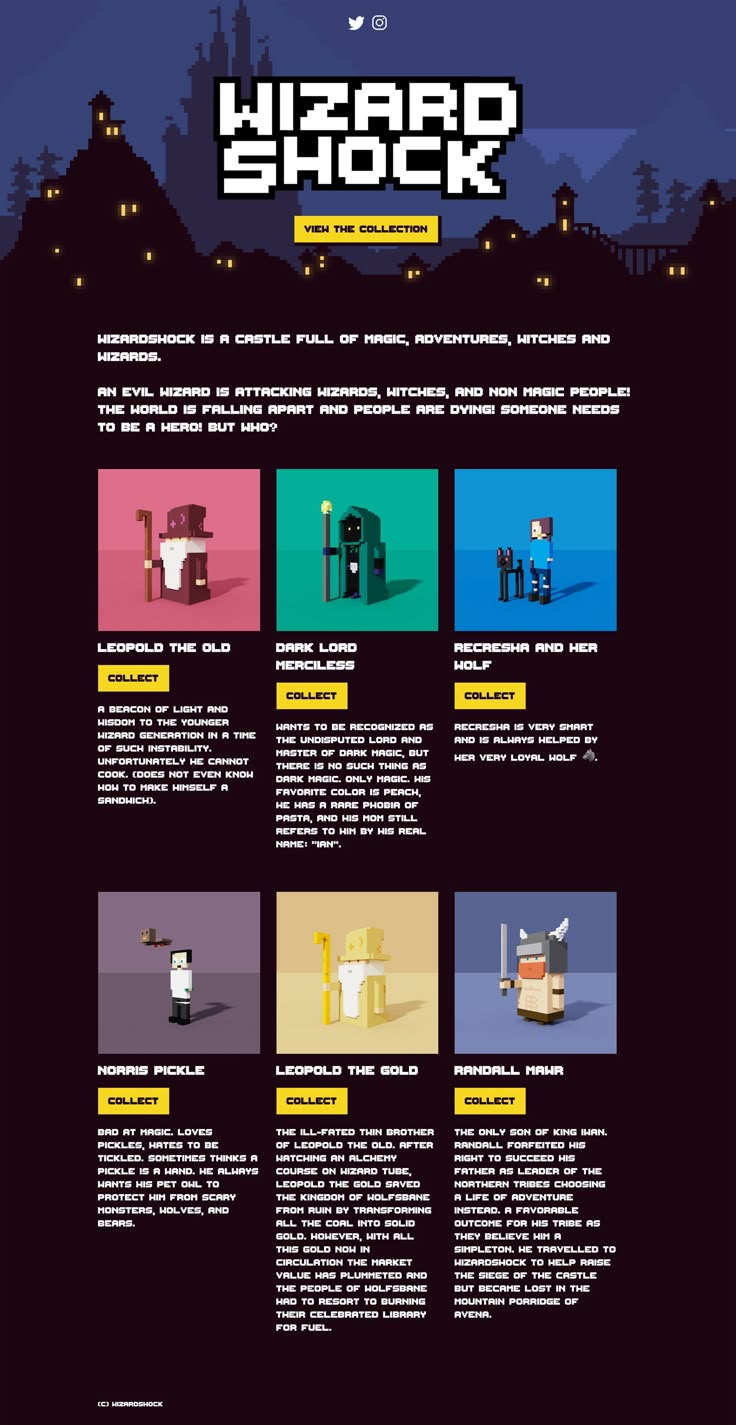 WIZARD
SHOCK
VIEW THE COLLECTION
WIZARDSHOCK IS A CASTLE FULL OF MAGIC, ADVENTURES, WITCHES AND
WIZARDS.
AN EVIL WIZARD IS ATTACKING WIZARDS, WITCHES, AND NON MAGIC PEOPLE!
THE WORLD IS FALLING APART AND PEOPLE ARE DYING! SOMEONE NEEDS
TO BE A HERO! BUT WHO?
LEOPOLD THE OLD
COLLECT
A BEACON OF LIGHT AND
WISDOM TO THE YOUNGER
WIZARD GENERATION IN A TIME
OF SUCH INSTABILITY.
UNFORTUNATELY HE CANNOT
COOK. (DOES NOT EVEN KNOW
HOW TO MAKE HIMSELF A
SANDWICH).
DARK LORD
MERCILESS
COLLECT
WANTS TO BE RECOGNIZED AS
THE UNDISPUTED LORD AND
MASTER OF DARK MAGIC, BUT
THERE IS NO SUCH THING AS
DARK MAGIC. ONLY MAGIC. HIS
FAVORITE COLOR IS PEACH,
HE HAS A RARE PHOBIA OF
PASTA, AND HIS MOM STILL
REFERS TO HIM BY HIS REAL
NAME: "IAN".
RECRESHA AND HER
WOLF
COLLECT
RECRESHA IS VERY SMART
AND IS ALWAYS HELPED BY
HER VERY LOYAL WOLF 🐺.
NORRIS PICKLE
COLLECT
BAD AT MAGIC. LOVES
PICKLES, HATES TO BE
TICKLED. SOMETIMES THINKS A
PICKLE IS A WAND. HE ALWAYS
WANTS HIS PET OWL TO
PROTECT HIM FROM SCARY
MONSTERS, WOLVES, AND
BEARS.
LEOPOLD THE GOLD
COLLECT
THE ILL-FATED TWIN BROTHER
OF LEOPOLD THE OLD. AFTER
WATCHING AN ALCHEMY
COURSE ON WIZARD TUBE,
LEOPOLD THE GOLD SAVED
THE KINGDOM OF WOLFSBANE
FROM RUIN BY TRANSFORMING
ALL THE COAL INTO SOLID
GOLD. HOWEVER, WITH ALL
THIS GOLD NOW IN
CIRCULATION THE MARKET
VALUE HAS PLUMMETED AND
THE PEOPLE OF WOLFSBANE
HAD TO RESORT TO BURNING
THEIR CELEBRATED LIBRARY
FOR FUEL.
RANDALL MAWR
COLLECT
THE ONLY SON OF KING IWAN.
RANDALL FORFEITED HIS
RIGHT TO SUCCEED HIS
FATHER AS LEADER OF THE
NORTHERN TRIBES CHOOSING
A LIFE OF ADVENTURE
INSTEAD. A FAVORABLE
OUTCOME FOR HIS TRIBE AS
THEY BELIEVE HIM A
SIMPLETON. HE TRAVELLED TO
WIZARDSHOCK TO HELP RAISE
THE SIEGE OF THE CASTLE
BUT BECAME LOST IN THE
MOUNTAIN PORRIDGE OF
AVENA.
(C) WIZARDSHOCK